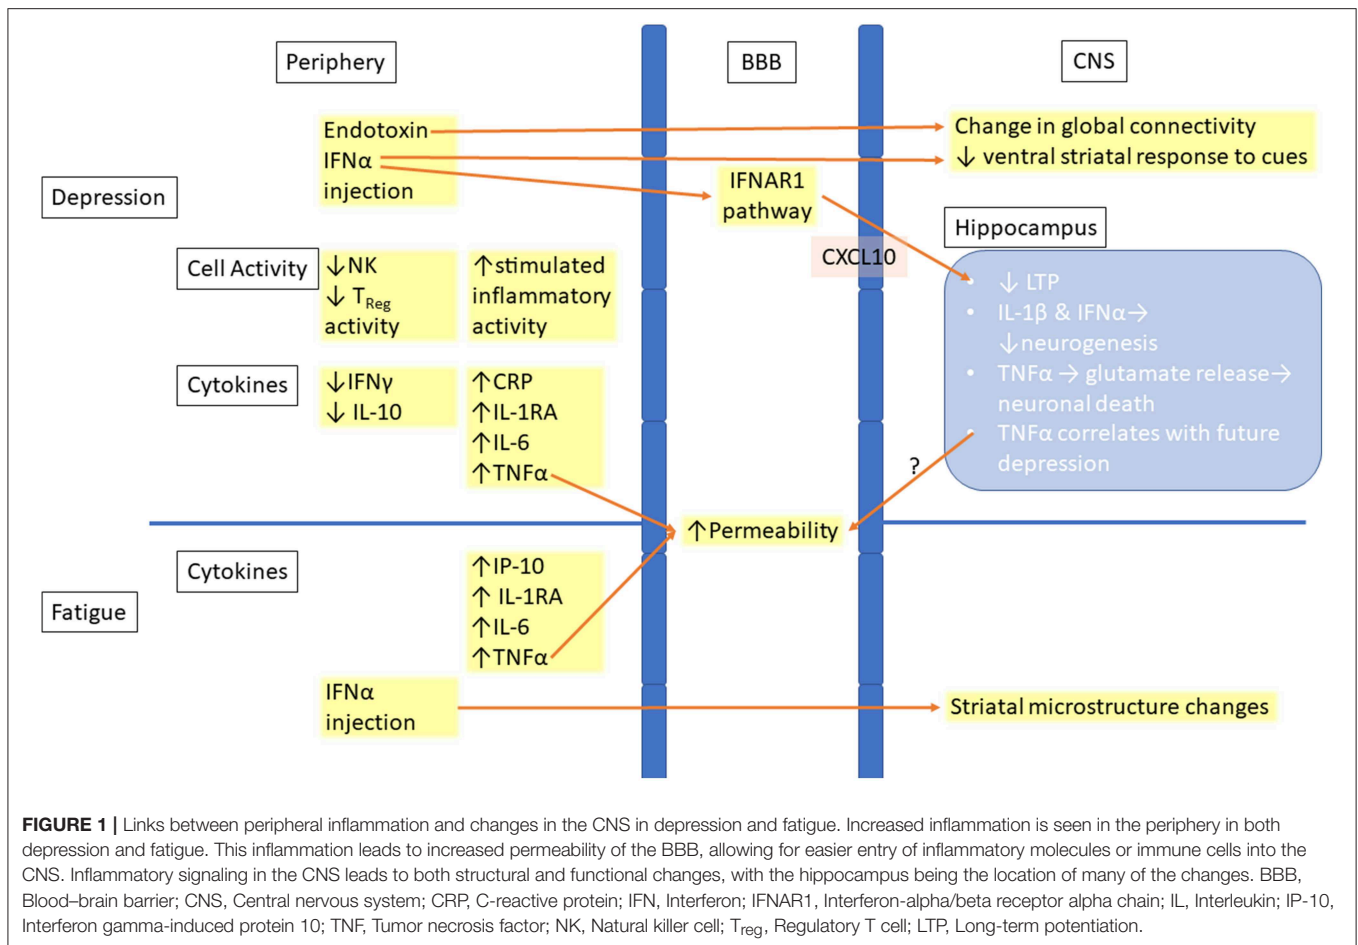 Periphery
BBB
CNS
Endotoxin
IFNα
injection
Change in global connectivity
↓ ventral striatal response to cues
Depression
IFNAR1
pathway
Hippocampus
CXCL10
Cell Activity
↓NK
↓ TReg
activity
↑stimulated
inflammatory
activity
• ↓ LTP
• IL-1β & IFNα→
↓neurogenesis
• TNFα → glutamate release→
neuronal death
• TNFα correlates with future
depression
Cytokines
↓IFNγ
↓ IL-10
↑CRP
↑IL-1RA
↑IL-6
↑TNFα
?
↑Permeability
Cytokines
↑IP-10
↑ IL-1RA
↑IL-6
↑TNFα
Fatigue
IFNα
injection
Striatal microstructure changes
FIGURE 1 | Links between peripheral inflammation and changes in the CNS in depression and fatigue. Increased inflammation is seen in the periphery in both
depression and fatigue. This inflammation leads to increased permeability of the BBB, allowing for easier entry of inflammatory molecules or immune cells into the
CNS. Inflammatory signaling in the CNS leads to both structural and functional changes, with the hippocampus being the location of many of the changes. BBB,
Blood–brain barrier; CNS, Central nervous system; CRP, C-reactive protein; IFN, Interferon; IFNAR1, Interferon-alpha/beta receptor alpha chain; IL, Interleukin; IP-10,
Interferon gamma-induced protein 10; TNF, Tumor necrosis factor; NK, Natural killer cell; Treg, Regulatory T cell; LTP, Long-term potentiation.